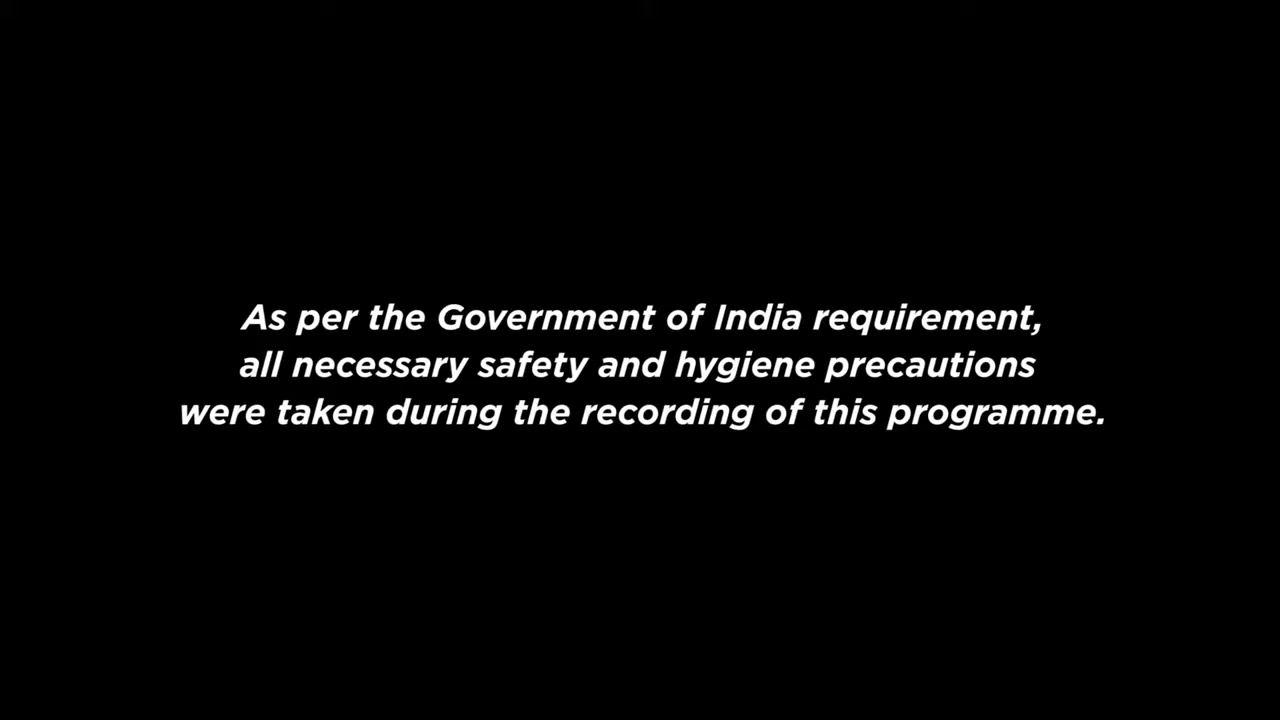 As per the Government of India requirement,
all necessary safety and hygiene precautions
were taken during the recording of this programme.